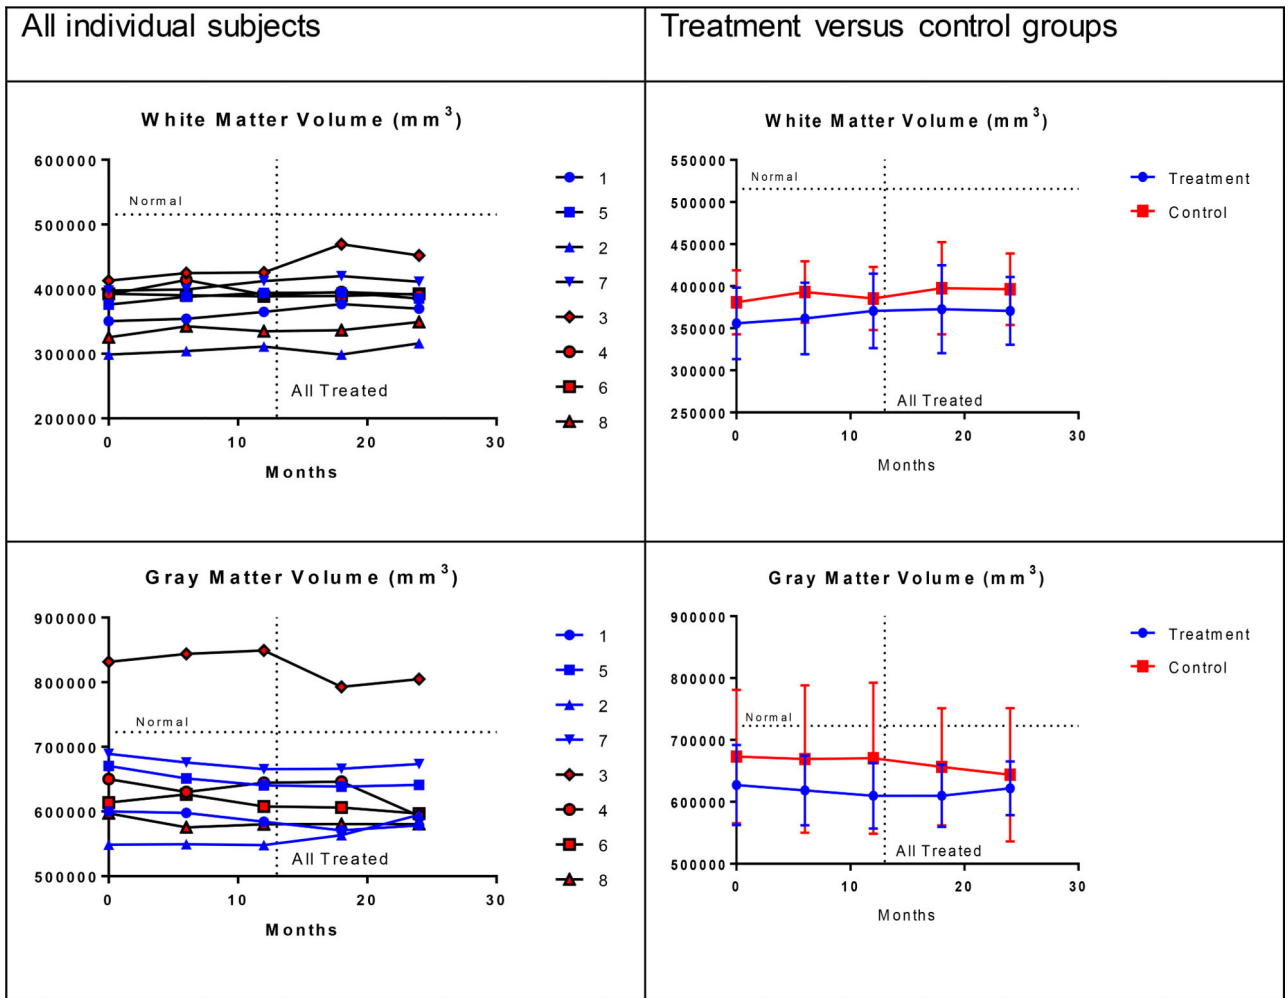 All individual subjects
Treatment versus control groups
White Matter Volume (mm³)
600000
500000
400000
300000
200000
Normal
All Treated
0 10 20 30
Months
1
5
2
7
3
4
6
8
White Matter Volume (mm³)
550000
500000
450000
400000
350000
300000
250000
Normal
All Treated
0 10 20 30
Months
Treatment
Control
Gray Matter Volume (mm³)
900000
800000
700000
600000
500000
Normal
All Treated
0 10 20 30
Months
1
5
2
7
3
4
6
8
Gray Matter Volume (mm³)
900000
800000
700000
600000
500000
Normal
All Treated
0 10 20 30
Months
Treatment
Control